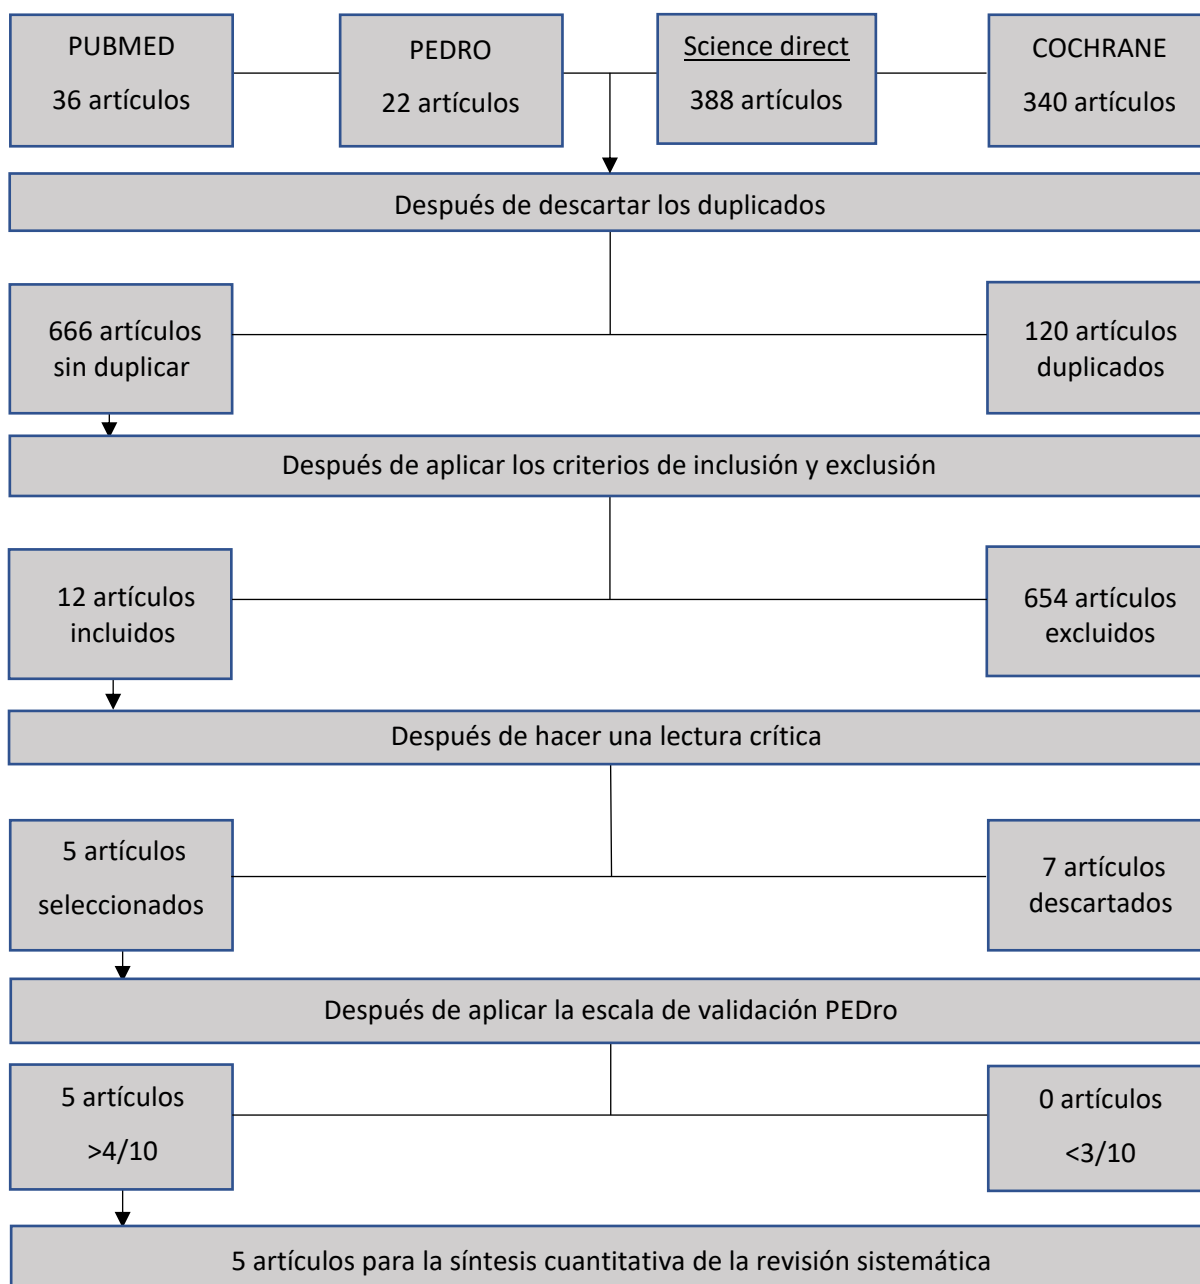 PUBMED
36 artículos
PEDRO
22 artículos
Science direct
388 artículos
COCHRANE
340 artículos
Después de descartar los duplicados
666 artículos
sin duplicar
120 artículos
duplicados
Después de aplicar los criterios de inclusión y exclusión
12 artículos
incluidos
654 artículos
excluidos
Después de hacer una lectura crítica
5 artículos
seleccionados
7 artículos
descartados
Después de aplicar la escala de validación PEDro
5 artículos
>4/10
0 artículos
<3/10
5 artículos para la síntesis cuantitativa de la revisión sistemática